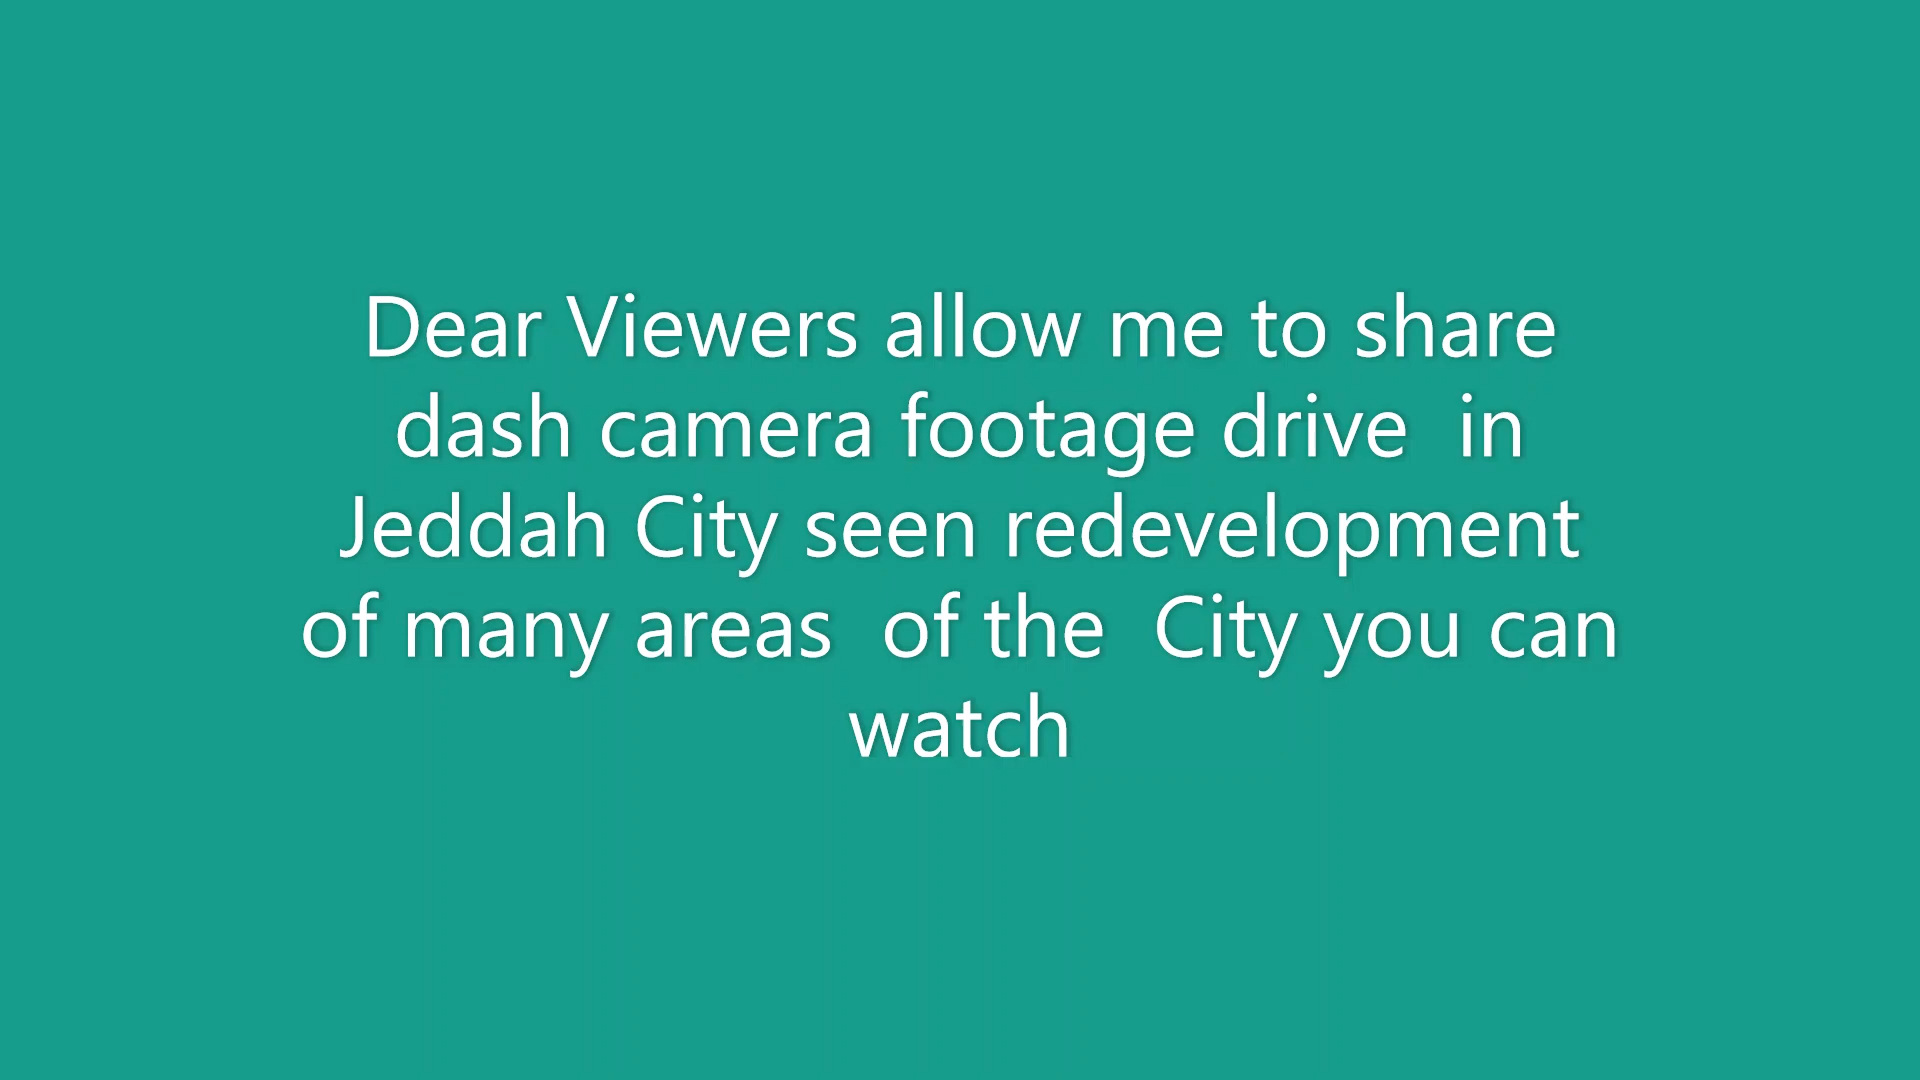 Dear Viewers allow me to share
dash camera footage drive  in
Jeddah City seen redevelopment
of many areas  of the  City you can
watch